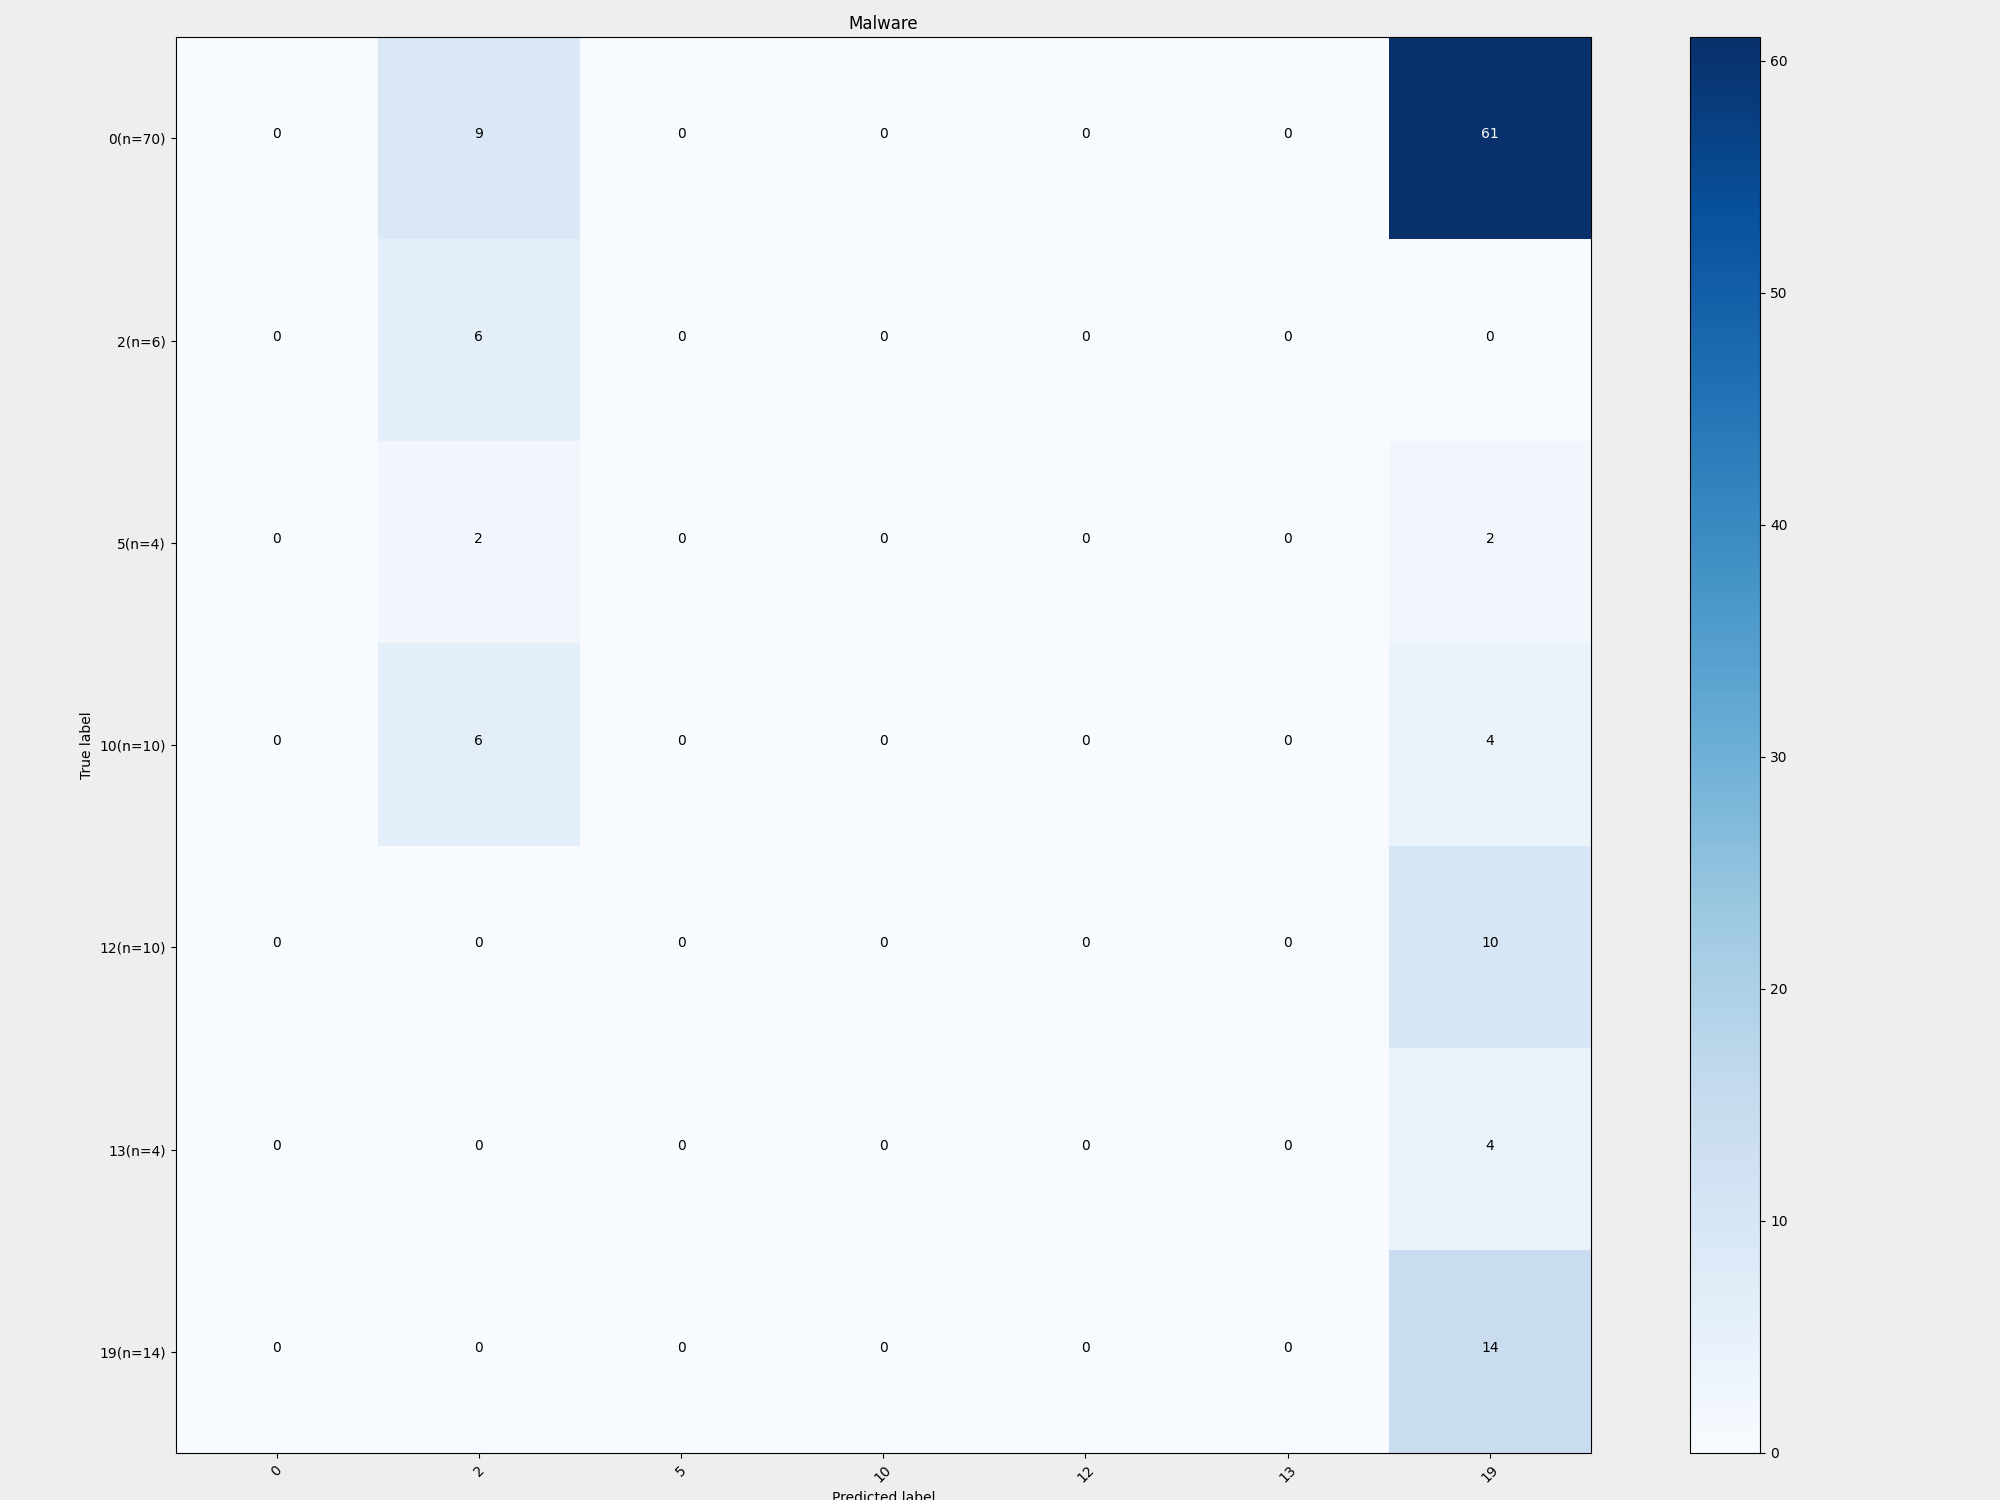 Malware
0(n=70) 0 9 0 0 0 0 61
2(n=6) 0 6 0 0 0 0 0
5(n=4) 0 2 0 0 0 0 2
10(n=10) 0 6 0 0 0 0 4
12(n=10) 0 0 0 0 0 0 10
13(n=4) 0 0 0 0 0 0 4
19(n=14) 0 0 0 0 0 0 14
0 2 5 10 12 13 19
True label
Predicted label
60
50
40
30
20
10
0